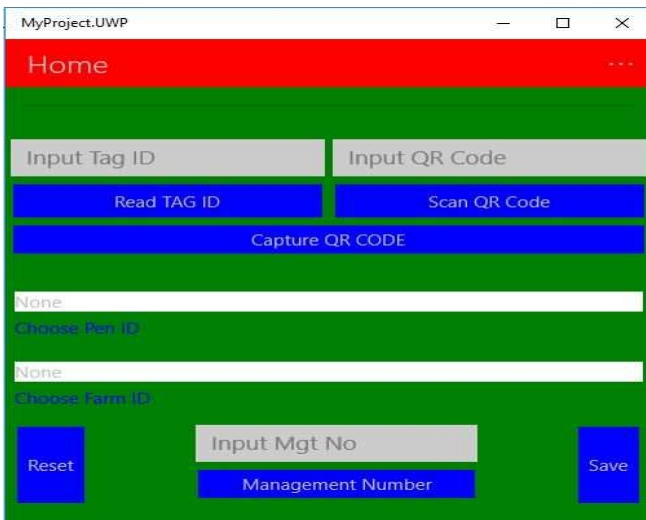 MyProject.UWP
Home
Input Tag ID
Input QR Code
Read TAG ID
Scan QR Code
Capture QR CODE
None
Choose Pen ID
None
Choose Farm ID
Input Mgt No
Reset
Management Number
Save